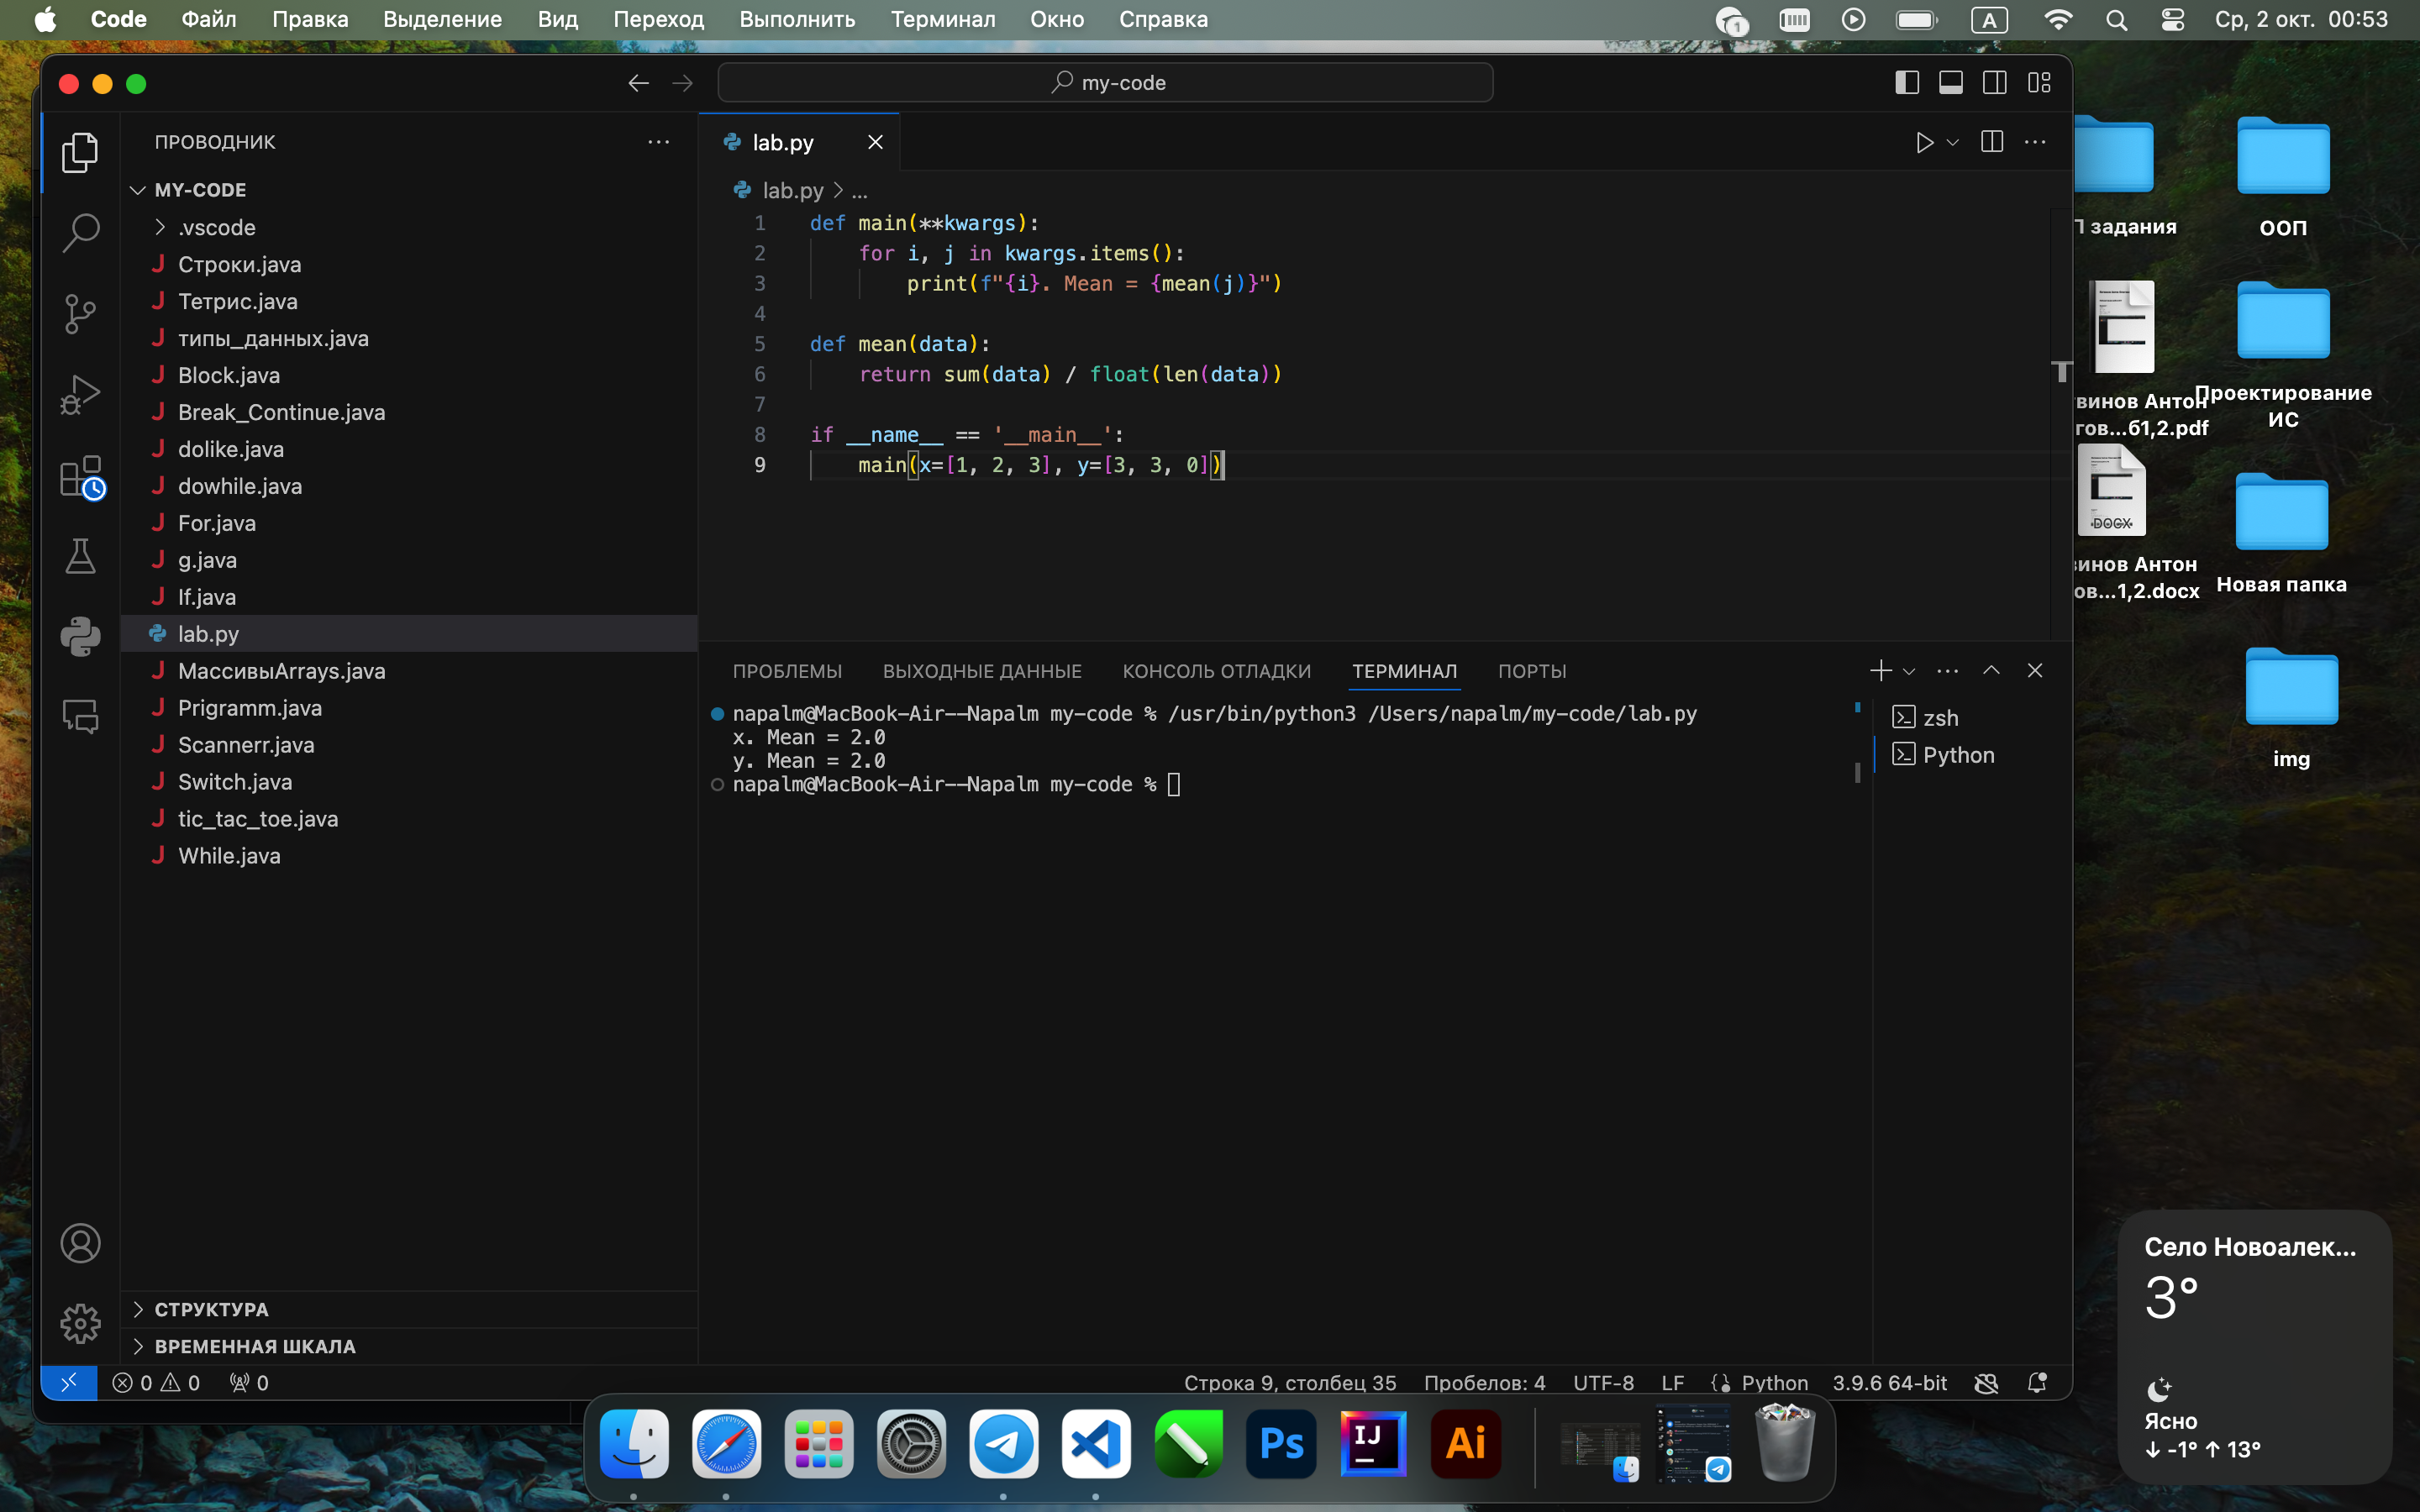 Code Файл Правка Выделение Вид Переход Выполнить Терминал Окно Справка
1
A
Ср, 2 окт. 00:53
my-code
ПРОВОДНИК
MY-CODE
.vscode
J Строки.java
J Тетрис.java
J типы_данных.java
J Block.java
J Break_Continue.java
J dolike.java
J dowhile.java
J For.java
J g.java
J If.java
lab.py
J МассивыArrays.java
J Prigramm.java
J Scannerr.java
J Switch.java
J tic_tac_toe.java
J While.java
СТРУКТУРА
ВРЕМЕННАЯ ШКАЛА
lab.py
lab.py > ...
1 def main(**kwargs):
2 for i, j in kwargs.items():
3 print(f"{i}. Mean = {mean(j)}")
4
5 def mean(data):
6 return sum(data) / float(len(data))
7
8 if __name__ == '__main__':
9 main(x=[1, 2, 3], y=[3, 3, 0])
ПРОБЛЕМЫ ВЫХОДНЫЕ ДАННЫЕ КОНСОЛЬ ОТЛАДКИ ТЕРМИНАЛ ПОРТЫ
napalm@MacBook-Air--Napalm my-code % /usr/bin/python3 /Users/napalm/my-code/lab.py
x. Mean = 2.0
y. Mean = 2.0
napalm@MacBook-Air--Napalm my-code %
zsh
Python
0 0 0
Строка 9, столбец 35 Пробелов: 4 UTF-8 LF Python 3.9.6 64-bit
задания
ООП
винов Антон
гов...61,2.pdf
Проектирование
ИС
DOCX
винов Антон
ов...1,2.docx
Новая папка
img
Село Новоалек...
3°
Ясно
↓ -1° ↑ 13°
Ps
IJ
Ai